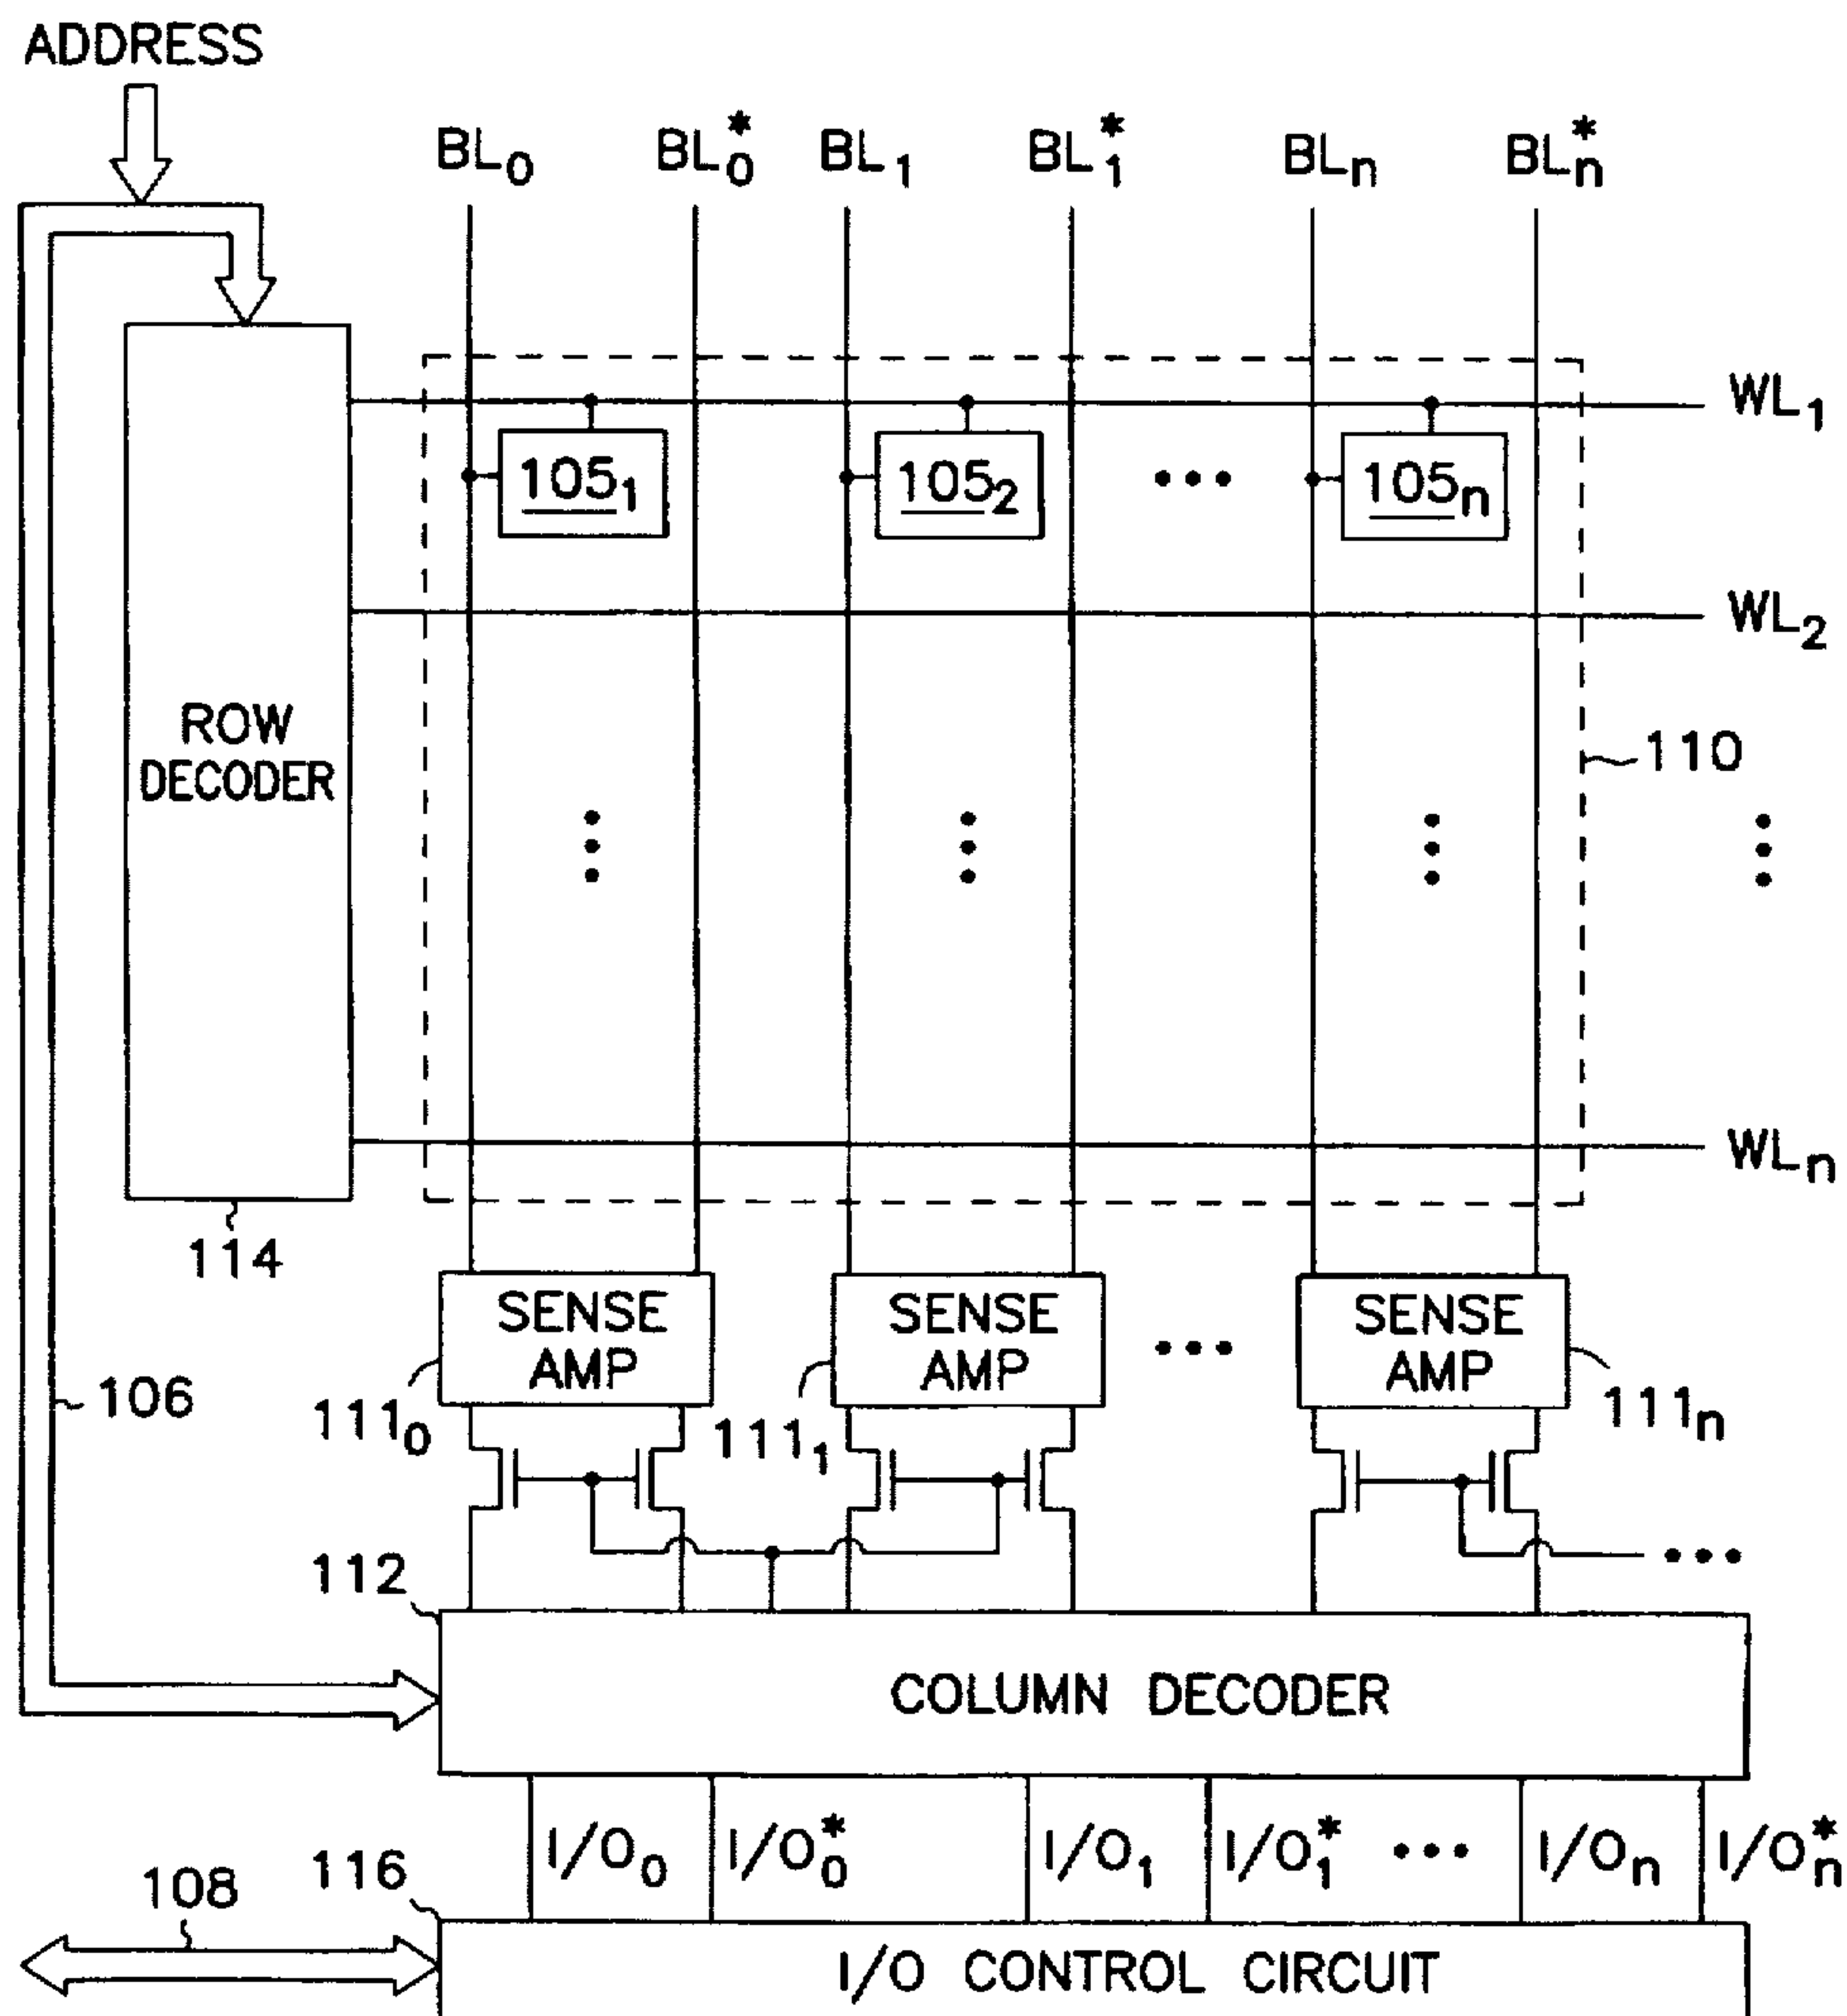 ADDRESS
BL0 BL0* BL1 BL1* BLn BLn*
WL1
1051 1052 ••• 105n
WL2
ROW
DECODER
110
WLn
114
SENSE
AMP
SENSE
AMP
•••
SENSE
AMP
106
1110
1111
111n
112
•••
COLUMN DECODER
I/O0 I/O0* I/O1 I/O1* ••• I/On I/On*
108
116
I/O CONTROL CIRCUIT